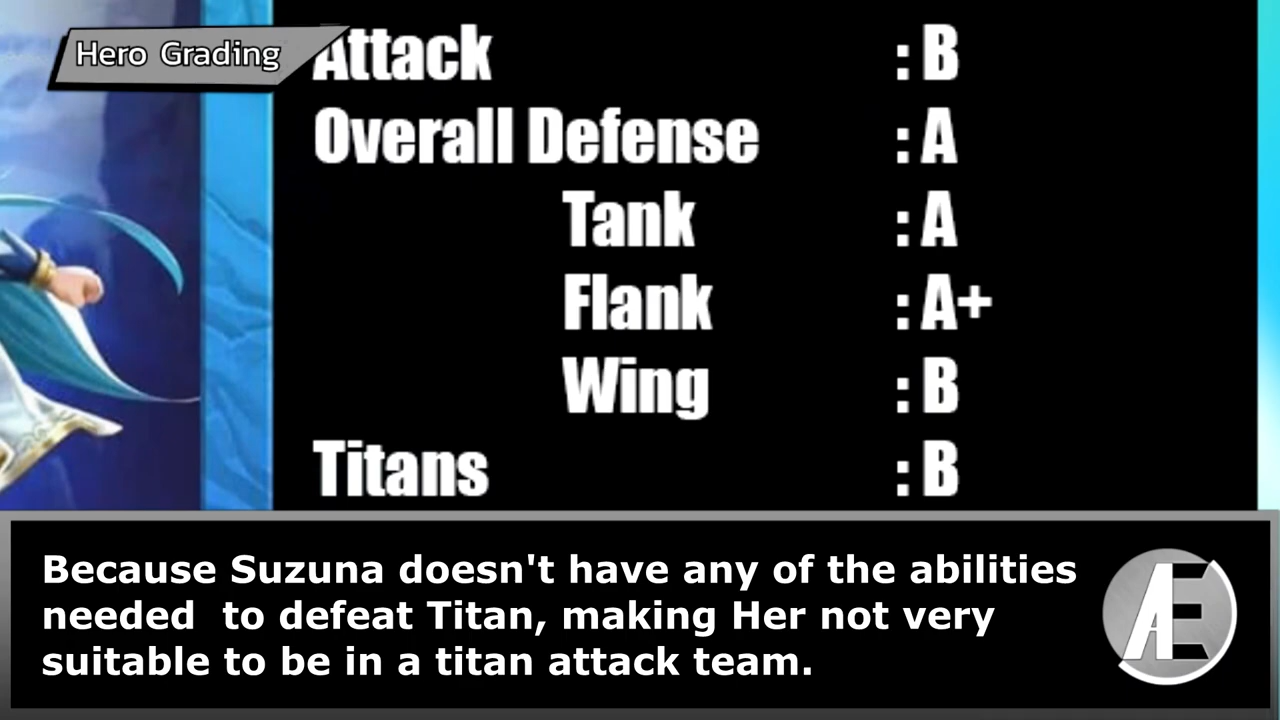 Hero Grading
Attack : B
Overall Defense : A
Tank : A
Flank : A+
Wing : B
Titans : B
Because Suzuna doesn't have any of the abilities
needed  to defeat Titan, making Her not very
suitable to be in a titan attack team.
AE